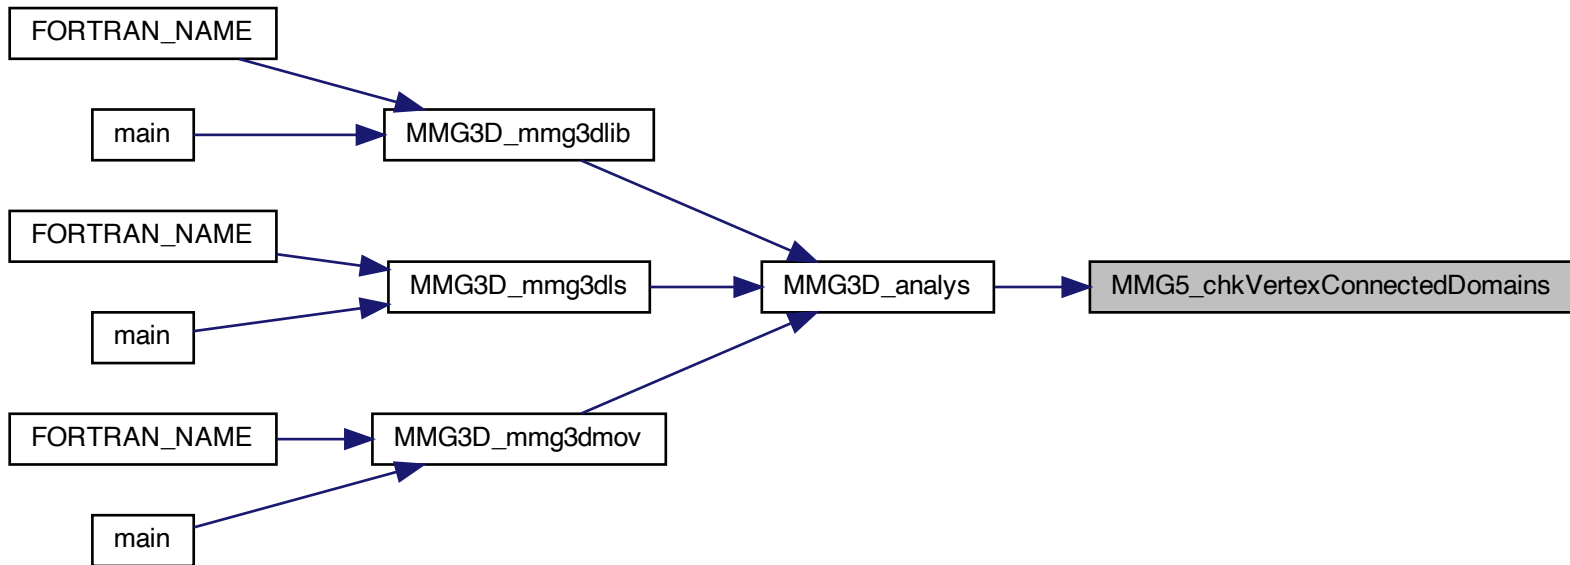 FORTRAN_NAME
main
MMG3D_mmg3dlib
FORTRAN_NAME
main
MMG3D_mmg3dls
MMG3D_analys
MMG5_chkVertexConnectedDomains
FORTRAN_NAME
main
MMG3D_mmg3dmov